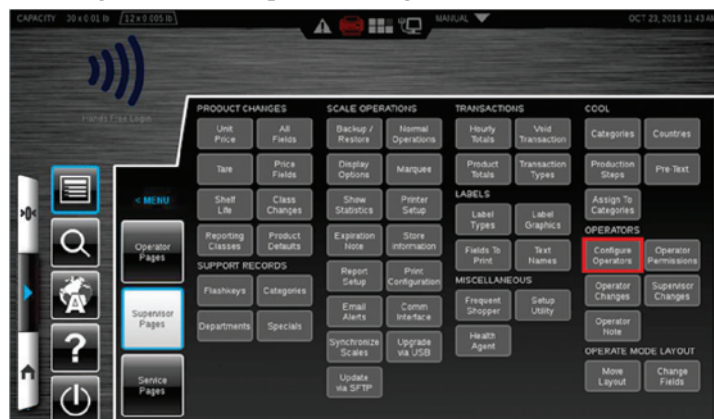 CAPACITY 30 x 0.01 lb / 12 x 0.005 lb
MANUAL
OCT 23, 2019 11:43 AM
Hands Free Login
< MENU
Operator
Pages
Supervisor
Pages
Service
Pages
PRODUCT CHANGES
Unit
Price
All
Fields
Tare
Price
Fields
Shelf
Life
Class
Changes
Reporting
Classes
Product
Defaults
SUPPORT RECORDS
Flashkeys
Categories
Departments
Specials
SCALE OPERATIONS
Backup /
Restore
Normal
Operations
Display
Options
Marquee
Show
Statistics
Printer
Setup
Expiration
Note
Store
Information
Report
Setup
Print
Configuration
Email
Alerts
Comm
Interface
Synchronize
Scales
Upgrade
via USB
Update
via SFTP
TRANSACTIONS
Hourly
Totals
Void
Transaction
Product
Totals
Transaction
Types
LABELS
Label
Types
Label
Graphics
Fields To
Print
Text
Names
MISCELLANEOUS
Frequent
Shopper
Setup
Utility
Health
Agent
COOL
Categories
Countries
Production
Steps
Pre-Text
Assign To
Categories
OPERATORS
Configure
Operators
Operator
Permissions
Operator
Changes
Supervisor
Changes
Operator
Note
OPERATE MODE LAYOUT
Move
Layout
Change
Fields